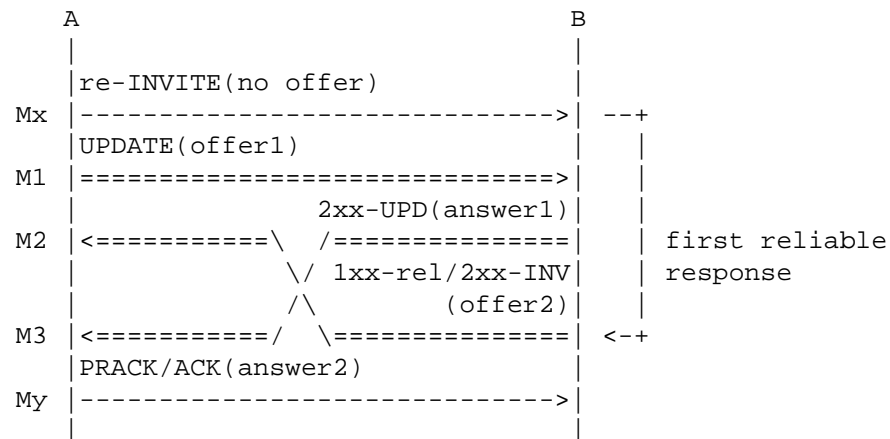 A B
re-INVITE(no offer)
Mx |------------------------------>| --+
|UPDATE(offer1) | |
M1 |==============================>| |
| 2xx-UPD(answer1)| |
M2 |<===========\ /===============| | first reliable
| \/ 1xx-rel/2xx-INV| | response
| /\ (offer2)| |
M3 |<===========/ \===============| <-+
|PRACK/ACK(answer2) |
My |------------------------------>|